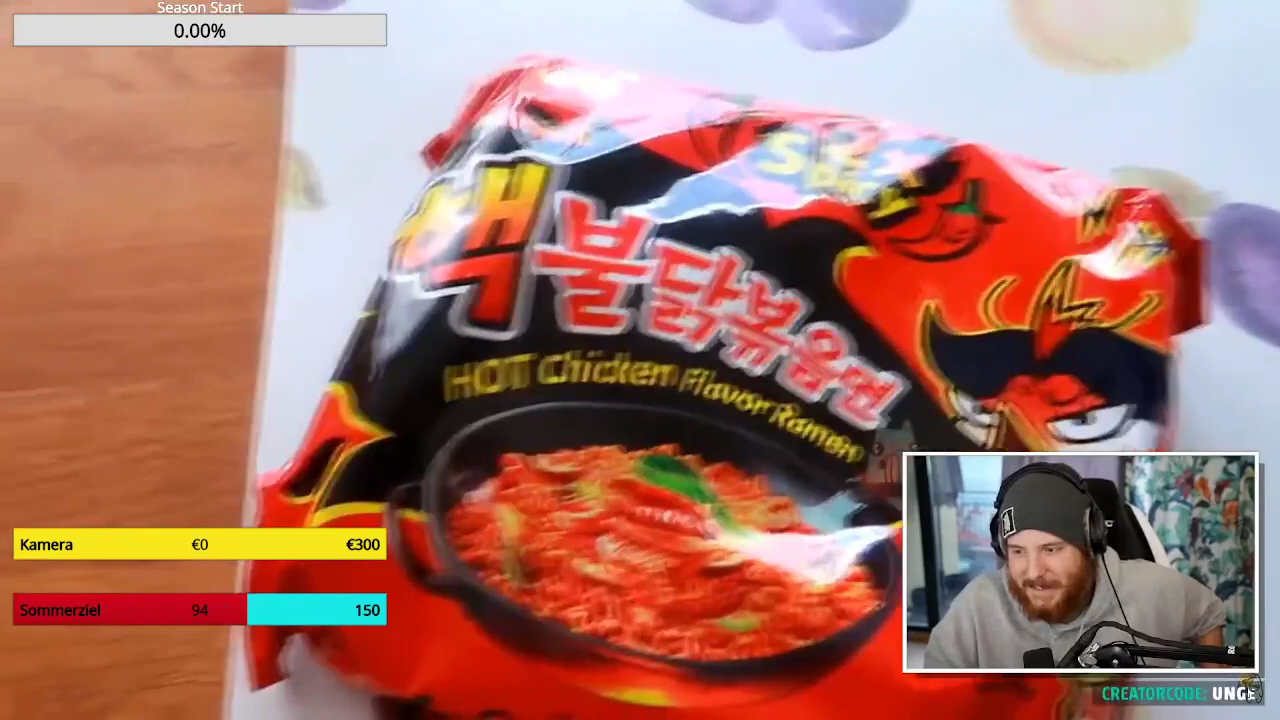 Season Start
0.00%
핵불닭볶음면
HOT Chicken Flavor Ramen
Kamera €0 €300
Sommerziel 94 150
CREATORCODE: UNGE